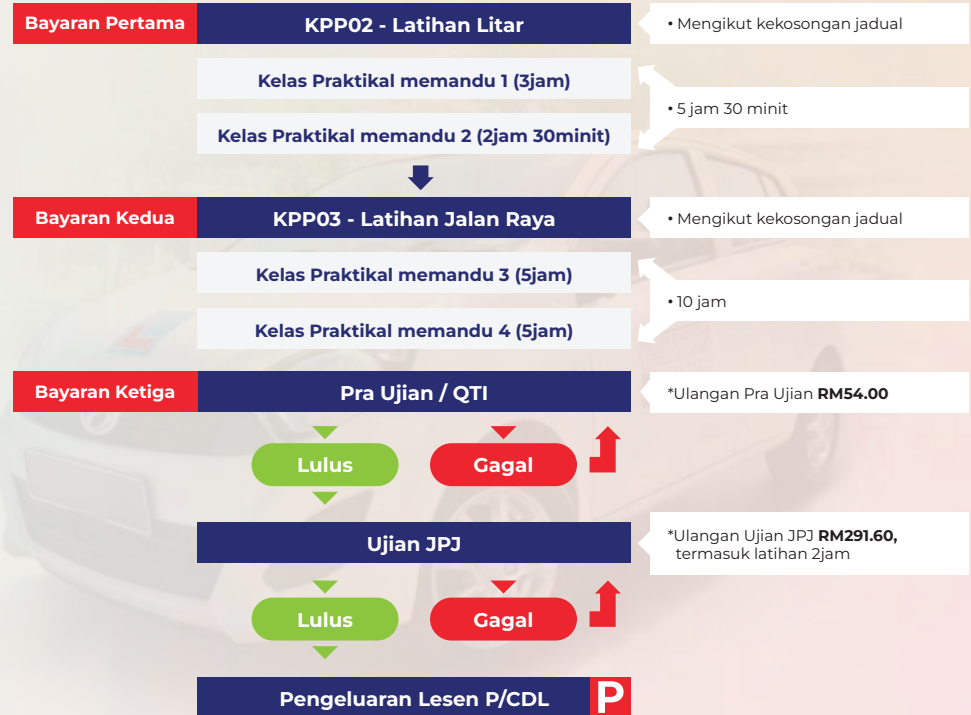 Bayaran Pertama
KPP02 - Latihan Litar
• Mengikut kekosongan jadual
Kelas Praktikal memandu 1 (3jam)
• 5 jam 30 minit
Kelas Praktikal memandu 2 (2jam 30minit)
Bayaran Kedua
KPP03 - Latihan Jalan Raya
• Mengikut kekosongan jadual
Kelas Praktikal memandu 3 (5jam)
• 10 jam
Kelas Praktikal memandu 4 (5jam)
Bayaran Ketiga
Pra Ujian / QTI
*Ulangan Pra Ujian RM54.00
Lulus
Gagal
Ujian JPJ
*Ulangan Ujian JPJ RM291.60,
termasuk latihan 2jam
Lulus
Gagal
Pengeluaran Lesen P/CDL
P